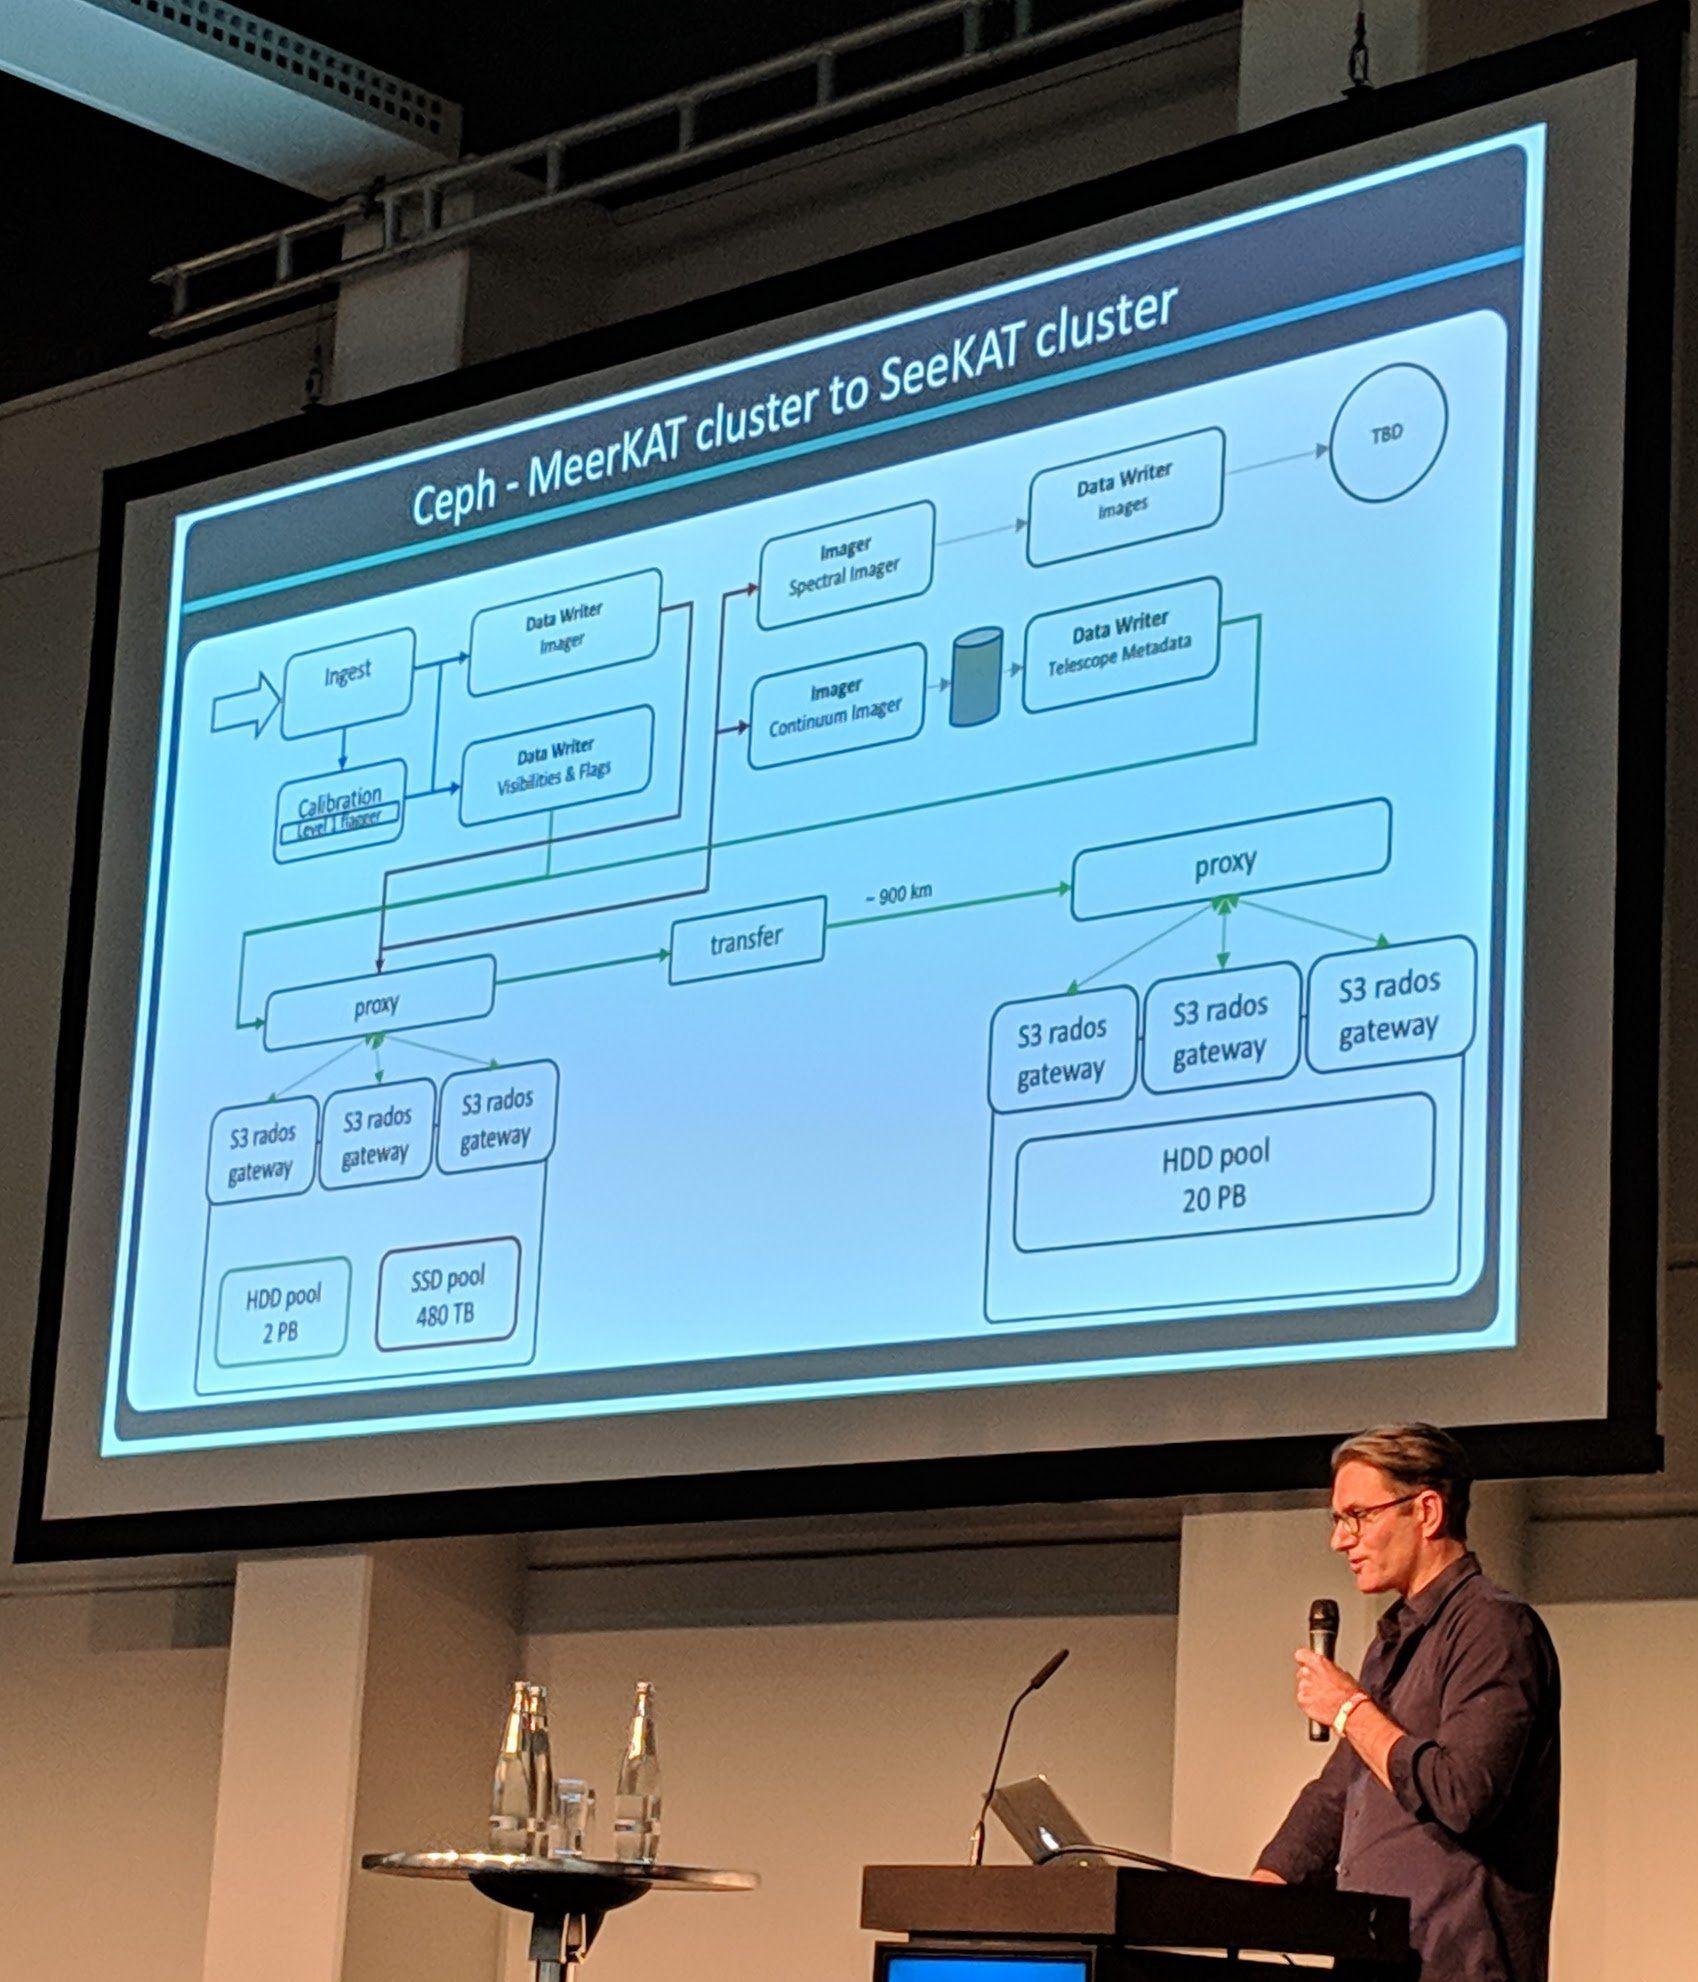 Ceph - MeerKAT cluster to SeeKAT cluster
TBD
Data Writer
Images
Imager
Spectral Imager
Data Writer
Imager
Ingest
Data Writer
Telescope Metadata
Imager
Continuum Imager
Data Writer
Visibilities & Flags
Calibration
Level 1 flagger
proxy
~ 900 km
transfer
proxy
S3 rados
gateway
S3 rados
gateway
S3 rados
gateway
S3 rados
gateway
S3 rados
gateway
S3 rados
gateway
HDD pool
20 PB
HDD pool
2 PB
SSD pool
480 TB